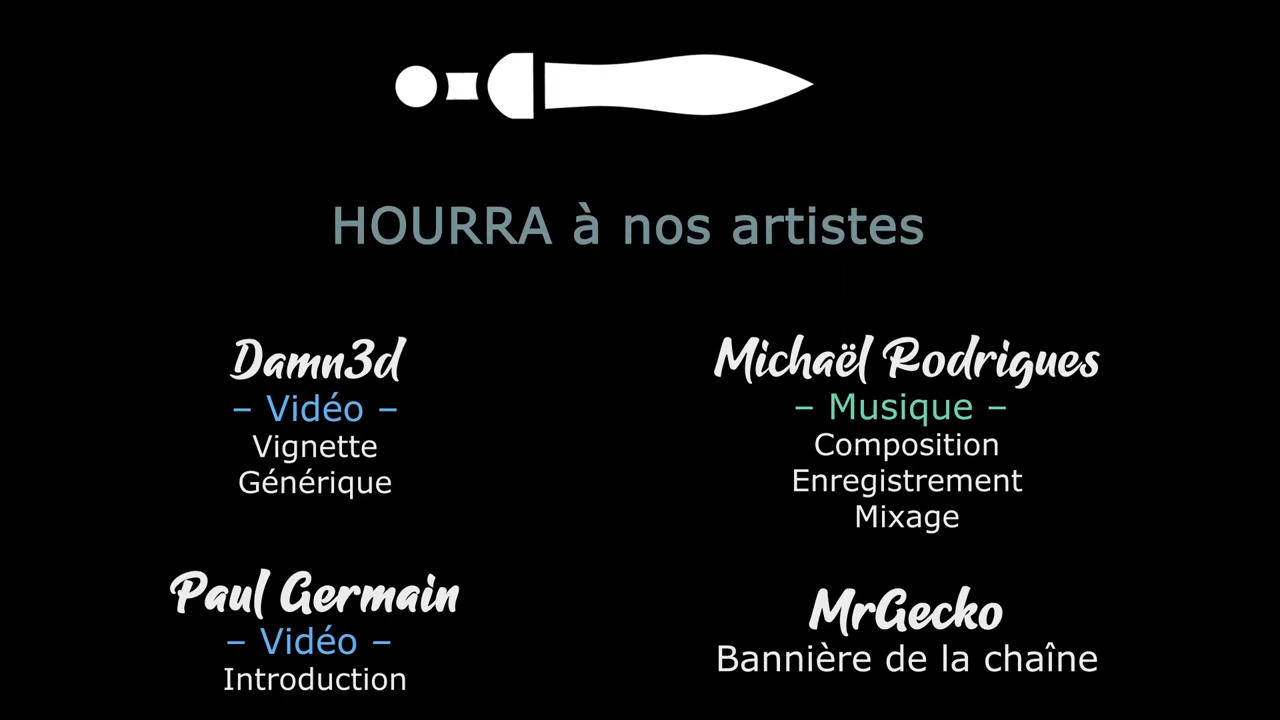 HOURRA à nos artistes
Damn3d
– Vidéo –
Vignette
Générique
Michaël Rodrigues
– Musique –
Composition
Enregistrement
Mixage
Paul Germain
– Vidéo –
Introduction
MrGecko
Bannière de la chaîne